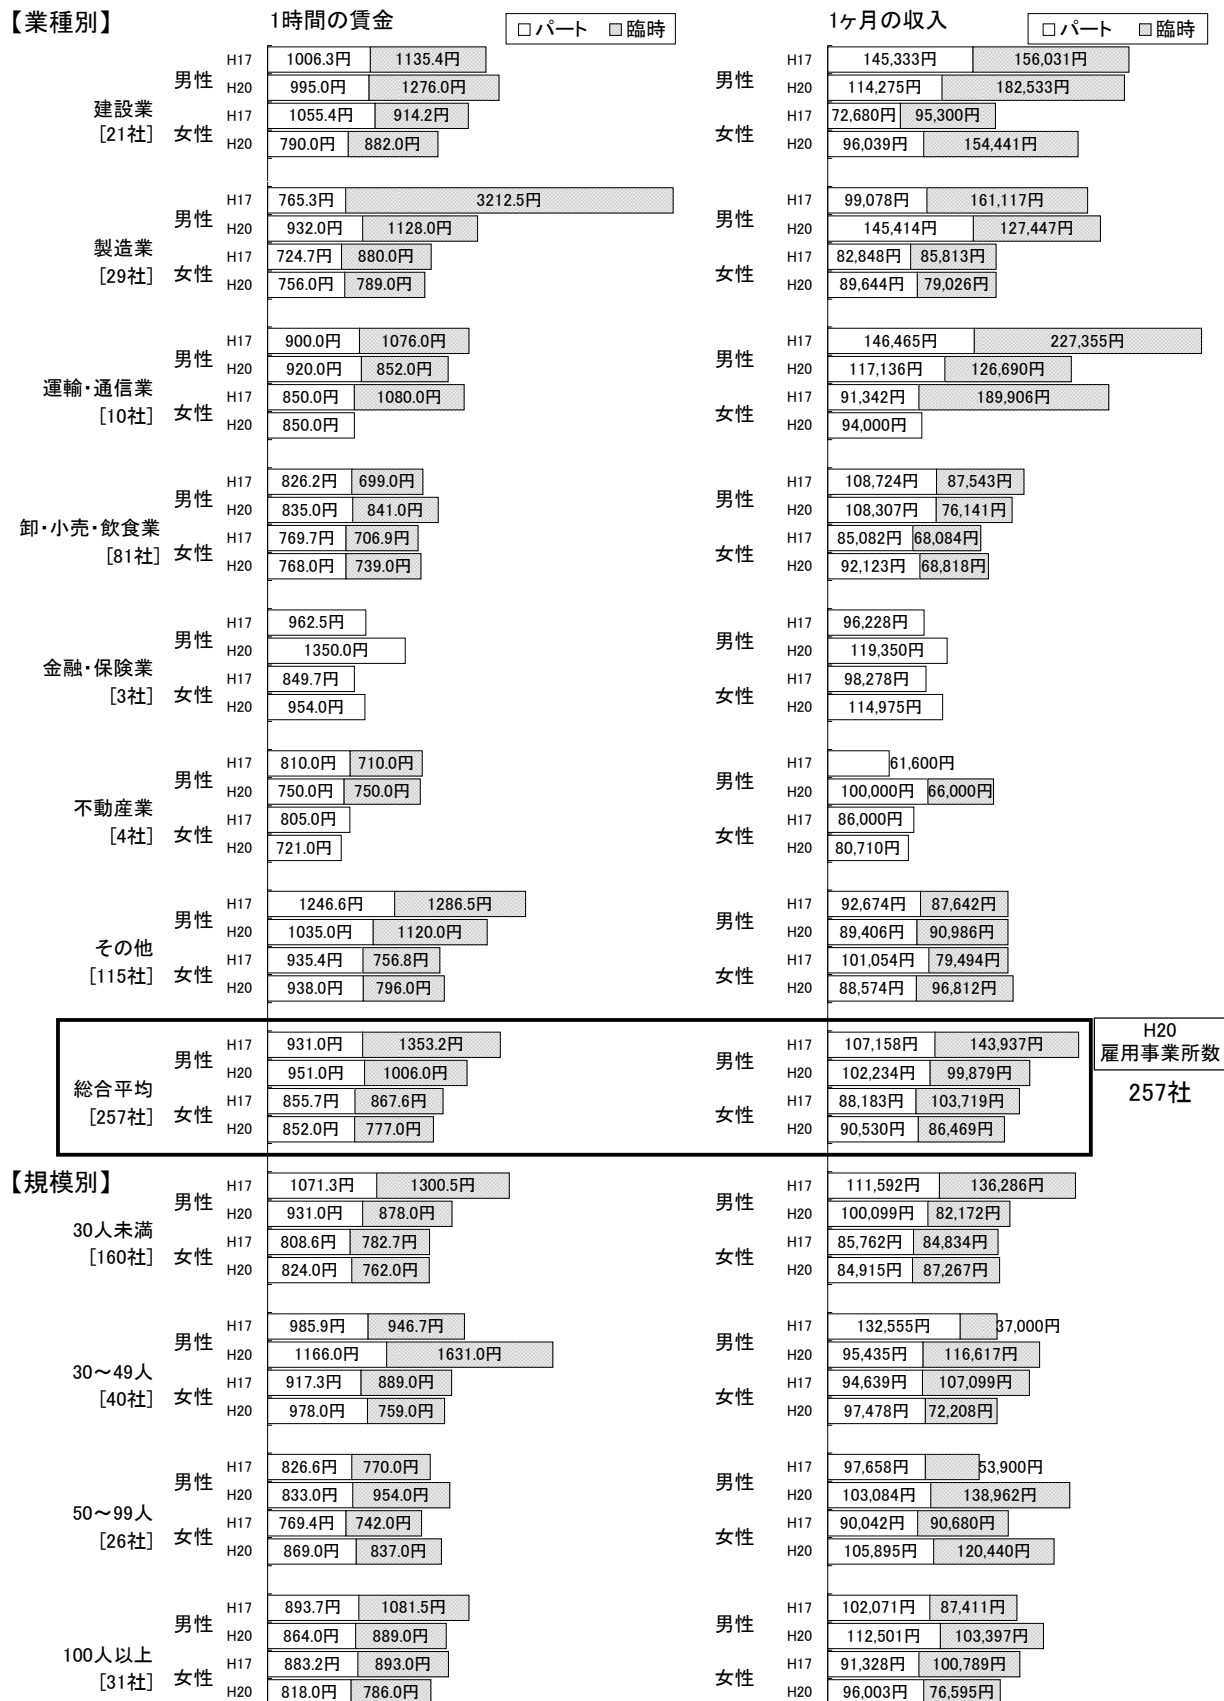 【業種別】 1時間の賃金 □パート ▩臨時 1ヶ月の収入 □パート ▩臨時
建設業
[21社]
男性 H17 1006.3円 1135.4円 男性 H17 145,333円 156,031円
H20 995.0円 1276.0円 H20 114,275円 182,533円
女性 H17 1055.4円 914.2円 女性 H17 72,680円 95,300円
H20 790.0円 882.0円 H20 96,039円 154,441円
製造業
[29社]
男性 H17 765.3円 3212.5円 男性 H17 99,078円 161,117円
H20 932.0円 1128.0円 H20 145,414円 127,447円
女性 H17 724.7円 880.0円 女性 H17 82,848円 85,813円
H20 756.0円 789.0円 H20 89,644円 79,026円
運輸・通信業
[10社]
男性 H17 900.0円 1076.0円 男性 H17 146,465円 227,355円
H20 920.0円 852.0円 H20 117,136円 126,690円
女性 H17 850.0円 1080.0円 女性 H17 91,342円 189,906円
H20 850.0円 H20 94,000円
卸・小売・飲食業
[81社]
男性 H17 826.2円 699.0円 男性 H17 108,724円 87,543円
H20 835.0円 841.0円 H20 108,307円 76,141円
女性 H17 769.7円 706.9円 女性 H17 85,082円 68,084円
H20 768.0円 739.0円 H20 92,123円 68,818円
金融・保険業
[3社]
男性 H17 962.5円 男性 H17 96,228円
H20 1350.0円 H20 119,350円
女性 H17 849.7円 女性 H17 98,278円
H20 954.0円 H20 114,975円
不動産業
[4社]
男性 H17 810.0円 710.0円 男性 H17 61,600円
H20 750.0円 750.0円 H20 100,000円 66,000円
女性 H17 805.0円 女性 H17 86,000円
H20 721.0円 H20 80,710円
その他
[115社]
男性 H17 1246.6円 1286.5円 男性 H17 92,674円 87,642円
H20 1035.0円 1120.0円 H20 89,406円 90,986円
女性 H17 935.4円 756.8円 女性 H17 101,054円 79,494円
H20 938.0円 796.0円 H20 88,574円 96,812円
総合平均
[257社]
男性 H17 931.0円 1353.2円 男性 H17 107,158円 143,937円
H20 951.0円 1006.0円 H20 102,234円 99,879円
女性 H17 855.7円 867.6円 女性 H17 88,183円 103,719円
H20 852.0円 777.0円 H20 90,530円 86,469円
H20
雇用事業所数
257社
【規模別】
30人未満
[160社]
男性 H17 1071.3円 1300.5円 男性 H17 111,592円 136,286円
H20 931.0円 878.0円 H20 100,099円 82,172円
女性 H17 808.6円 782.7円 女性 H17 85,762円 84,834円
H20 824.0円 762.0円 H20 84,915円 87,267円
30～49人
[40社]
男性 H17 985.9円 946.7円 男性 H17 132,555円 37,000円
H20 1166.0円 1631.0円 H20 95,435円 116,617円
女性 H17 917.3円 889.0円 女性 H17 94,639円 107,099円
H20 978.0円 759.0円 H20 97,478円 72,208円
50～99人
[26社]
男性 H17 826.6円 770.0円 男性 H17 97,658円 53,900円
H20 833.0円 954.0円 H20 103,084円 138,962円
女性 H17 769.4円 742.0円 女性 H17 90,042円 90,680円
H20 869.0円 837.0円 H20 105,895円 120,440円
100人以上
[31社]
男性 H17 893.7円 1081.5円 男性 H17 102,071円 87,411円
H20 864.0円 889.0円 H20 112,501円 103,397円
女性 H17 883.2円 893.0円 女性 H17 91,328円 100,789円
H20 818.0円 786.0円 H20 96,003円 76,595円